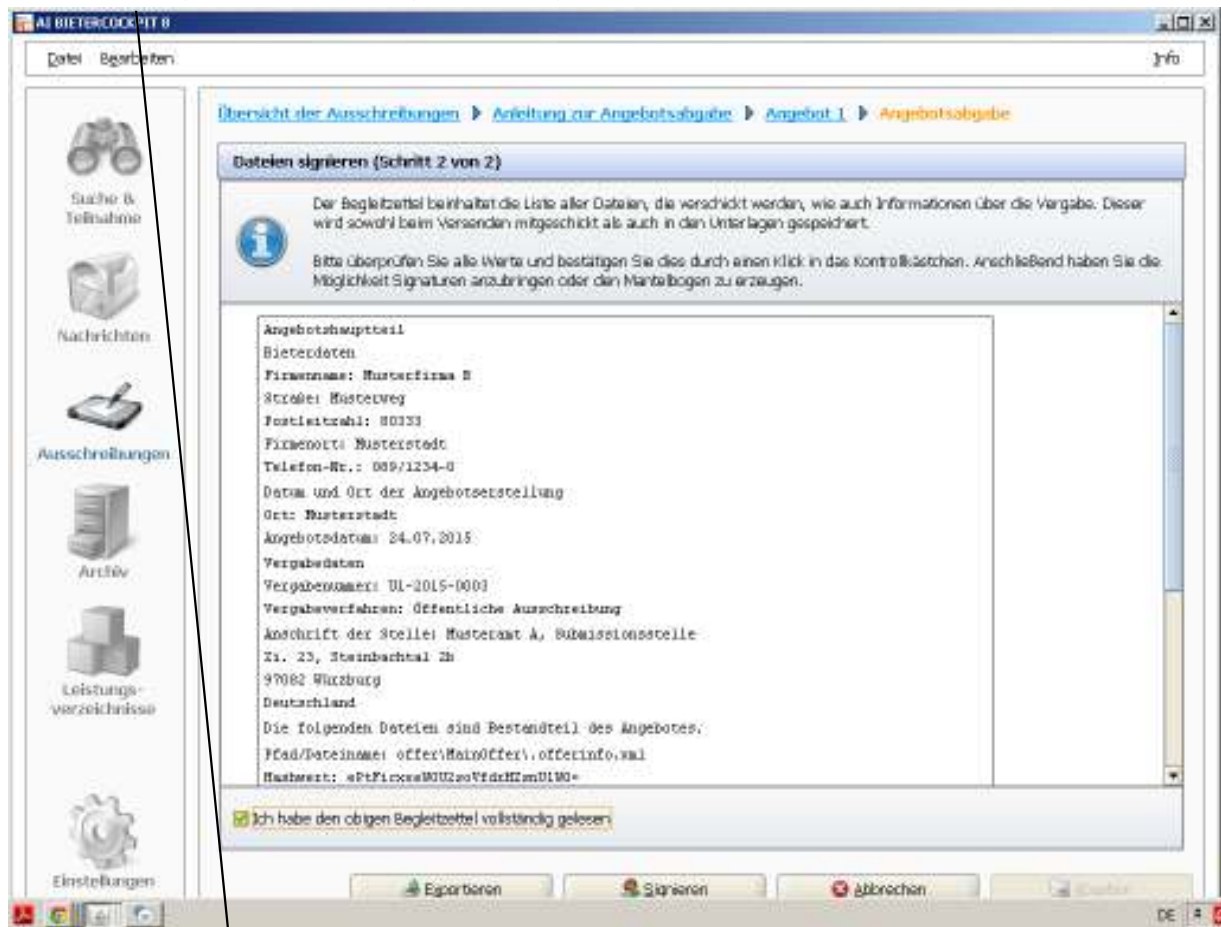 AI BIETERCOCKPIT 8
Datei Bearbeiten Info
Übersicht der Ausschreibungen Anleitung zur Angebotsabgabe Angebot 1 Angebotsabgabe
Suche &
Teilnahme
Nachrichten
Ausschreibungen
Archiv
Leistungs-
verzeichnisse
Einstellungen
Dateien signieren (Schritt 2 von 2)
Der Begleitzettel beinhaltet die Liste aller Dateien, die verschickt werden, wie auch Informationen über die Vergabe. Dieser
wird sowohl beim Versenden mitgeschickt als auch in den Unterlagen gespeichert.
Bitte überprüfen Sie alle Werte und bestätigen Sie dies durch einen Klick in das Kontrollkästchen. Anschließend haben Sie die
Möglichkeit Signaturen anzubringen oder den Mantelbogen zu erzeugen.
Angebotshauptteil
Bieterdaten
Firmenname: Musterfirma B
Straße: Musterweg
Postleitzahl: 80333
Firmenort: Musterstadt
Telefon-Nr.: 089/1234-0
Datum und Ort der Angebotserstellung
Ort: Musterstadt
Angebotsdatum: 24.07.2015
Vergabedaten
Vergabenummer: Ul-2015-0003
Vergabeverfahren: Öffentliche Ausschreibung
Anschrift der Stelle: Musteramt A, Submissionsstelle
Zi. 23, Steinbachtal 2b
97082 Würzburg
Deutschland
Die folgenden Dateien sind Bestandteil des Angebotes.
Pfad/Dateiname: offer\MainOffer\.offerinfo.xml
Hashwert:
Ich habe den obigen Begleitzettel vollständig gelesen
Exportieren Signieren Abbrechen
DE